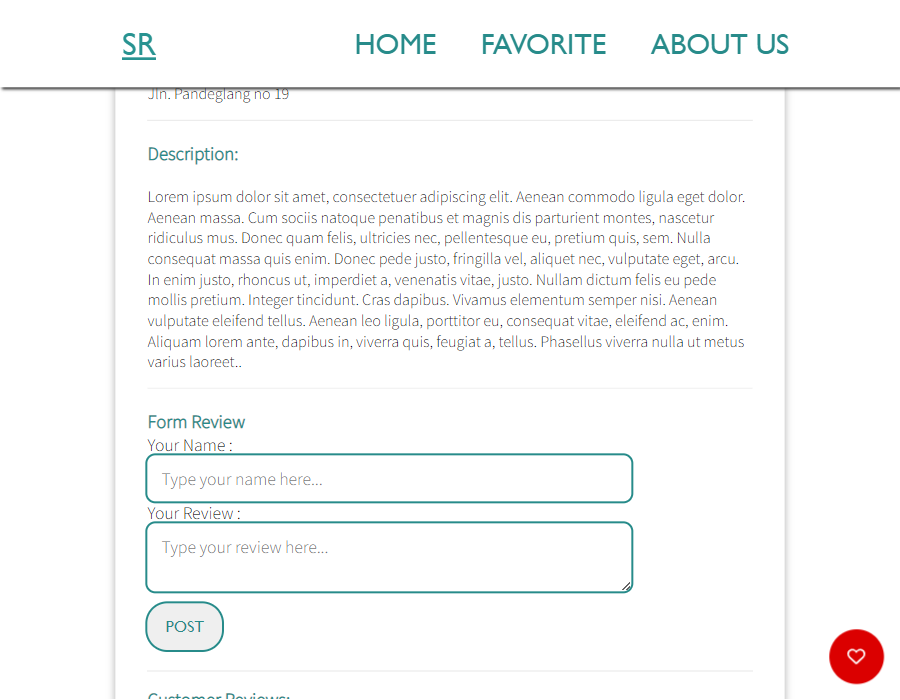 SR HOME FAVORITE ABOUT US
Jln. Pandeglang no 19
Description:
Lorem ipsum dolor sit amet, consectetuer adipiscing elit. Aenean commodo ligula eget dolor.
Aenean massa. Cum sociis natoque penatibus et magnis dis parturient montes, nascetur
ridiculus mus. Donec quam felis, ultricies nec, pellentesque eu, pretium quis, sem. Nulla
consequat massa quis enim. Donec pede justo, fringilla vel, aliquet nec, vulputate eget, arcu.
In enim justo, rhoncus ut, imperdiet a, venenatis vitae, justo. Nullam dictum felis eu pede
mollis pretium. Integer tincidunt. Cras dapibus. Vivamus elementum semper nisi. Aenean
vulputate eleifend tellus. Aenean leo ligula, porttitor eu, consequat vitae, eleifend ac, enim.
Aliquam lorem ante, dapibus in, viverra quis, feugiat a, tellus. Phasellus viverra nulla ut metus
varius laoreet..
Form Review
Your Name :
Type your name here...
Your Review :
Type your review here...
POST
Customer Reviews: